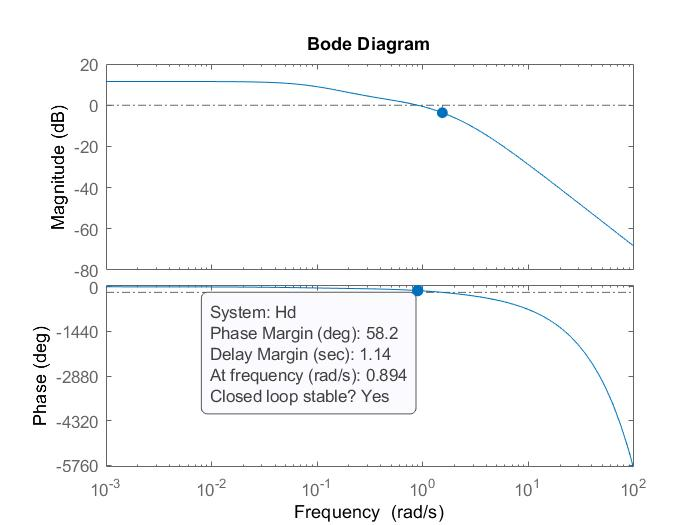 Bode Diagram
20
0
-20
-40
-60
-80
Magnitude (dB)
0
-1440
-2880
-4320
-5760
Phase (deg)
System: Hd
Phase Margin (deg): 58.2
Delay Margin (sec): 1.14
At frequency (rad/s): 0.894
Closed loop stable? Yes
10⁻³ 10⁻² 10⁻¹ 10⁰ 10¹ 10²
Frequency (rad/s)